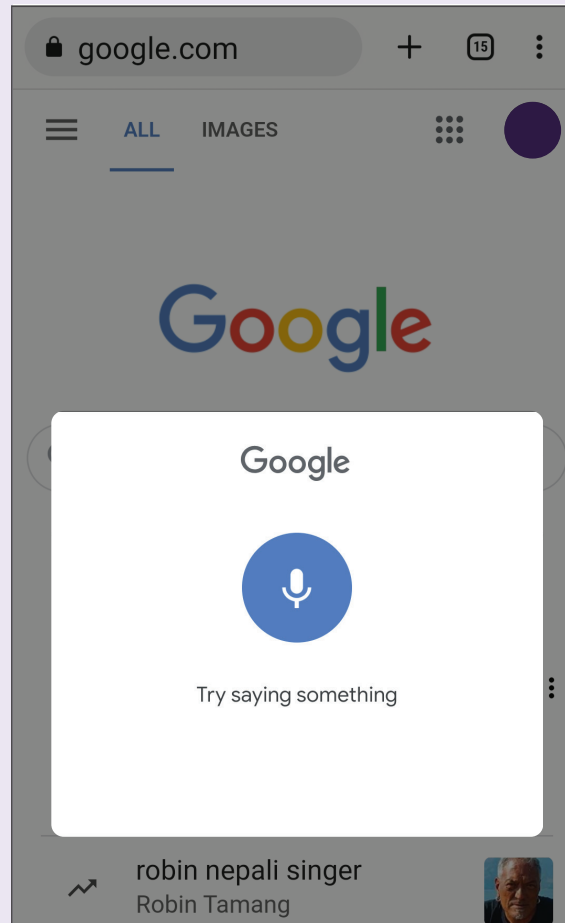 google.com
15
ALL IMAGES
Google
Google
Try saying something
robin nepali singer
Robin Tamang